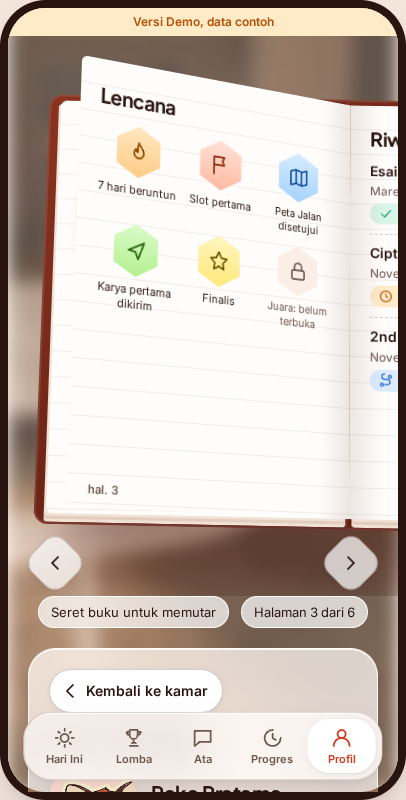 Versi Demo, data contoh
Lencana
7 hari beruntun
Slot pertama
Peta Jalan
disetujui
Karya pertama
dikirim
Finalis
Juara: belum
terbuka
hal. 3
Esai
Mare
Nove
2nd
Nove
Seret buku untuk memutar
Halaman 3 dari 6
Kembali ke kamar
Hari Ini
Lomba
Ata
Progres
Profil